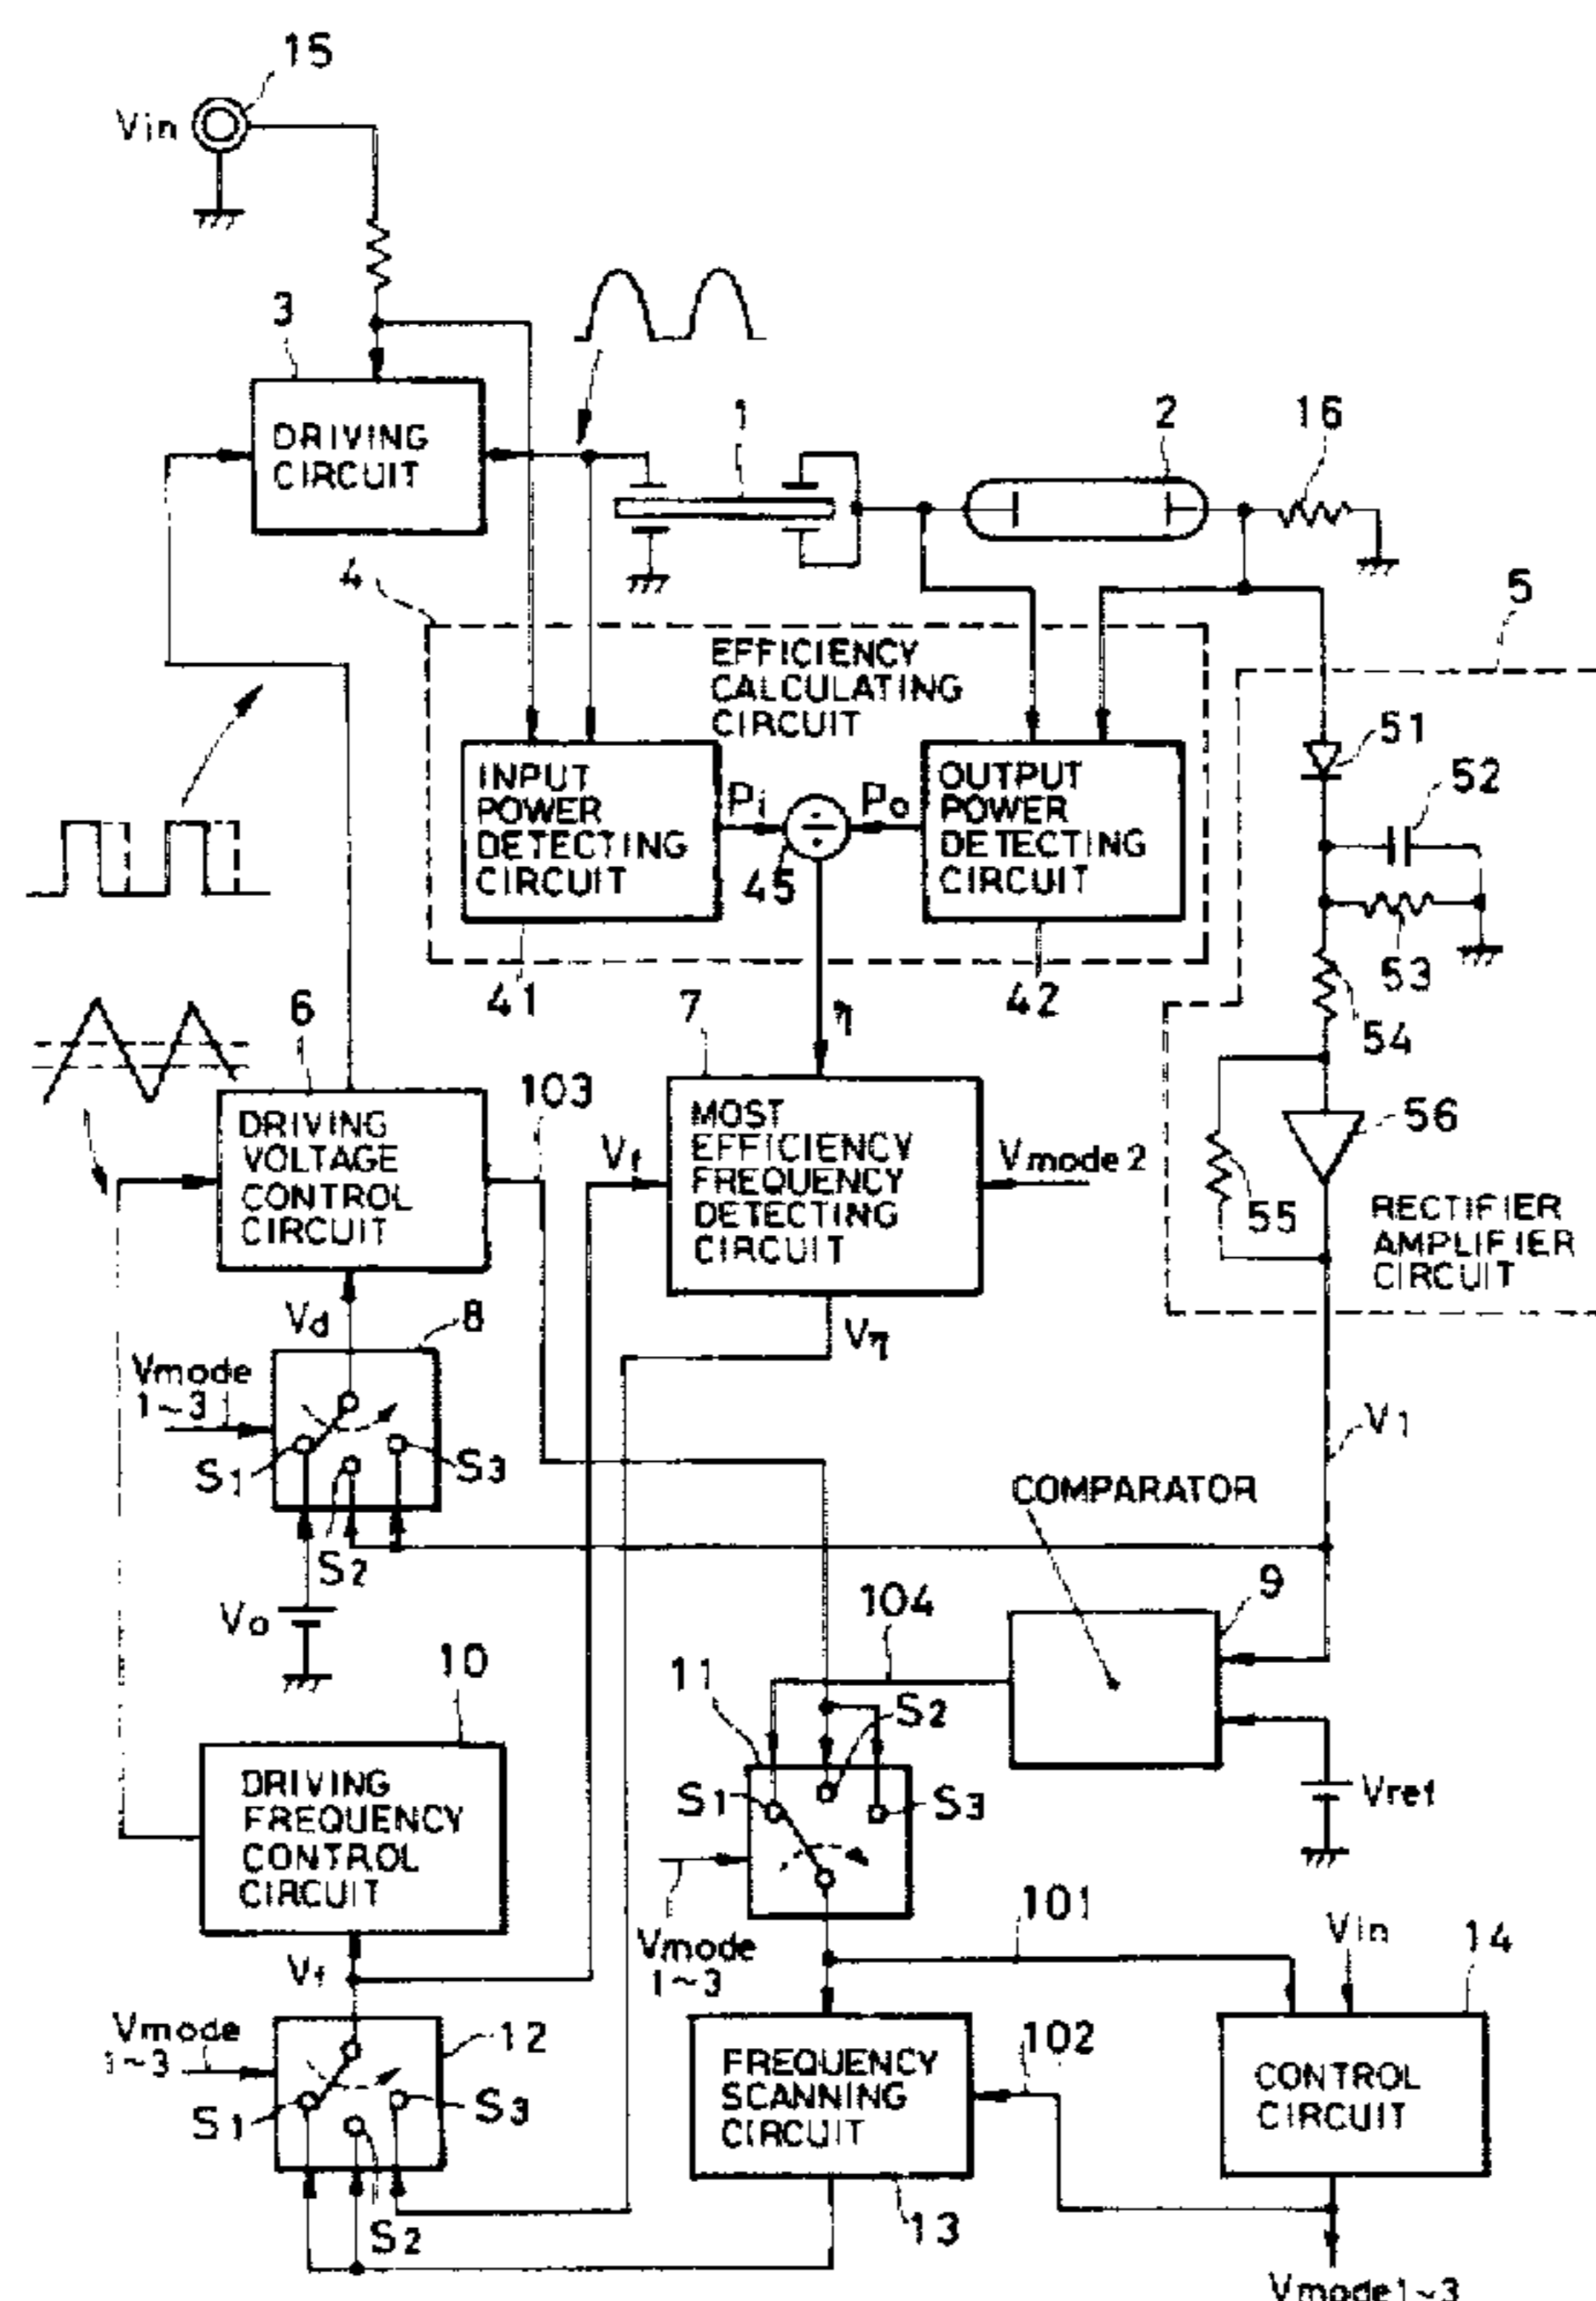 15
Vin
3
DRIVING
CIRCUIT
1
2
16
4
5
EFFICIENCY
CALCULATING
CIRCUIT
INPUT
POWER
DETECTING
CIRCUIT
Pi
÷
Po
45
OUTPUT
POWER
DETECTING
CIRCUIT
51
52
53
54
41
42
η
6
103
7
DRIVING
VOLTAGE
CONTROL
CIRCUIT
Vf
MOST
EFFICIENCY
FREQUENCY
DETECTING
CIRCUIT
Vmode 2
56
55
RECTIFIER
AMPLIFIER
CIRCUIT
Vd
8
Vη
Vmode
1~3
S1
S3
S2
V1
COMPARATOR
Vo
104
9
10
11
S2
DRIVING
FREQUENCY
CONTROL
CIRCUIT
S1
S3
Vref
Vmode
1~3
101
Vin
14
Vf
Vmode
1~3
12
S1
S3
S2
FREQUENCY
SCANNING
CIRCUIT
102
CONTROL
CIRCUIT
13
Vmode1~3